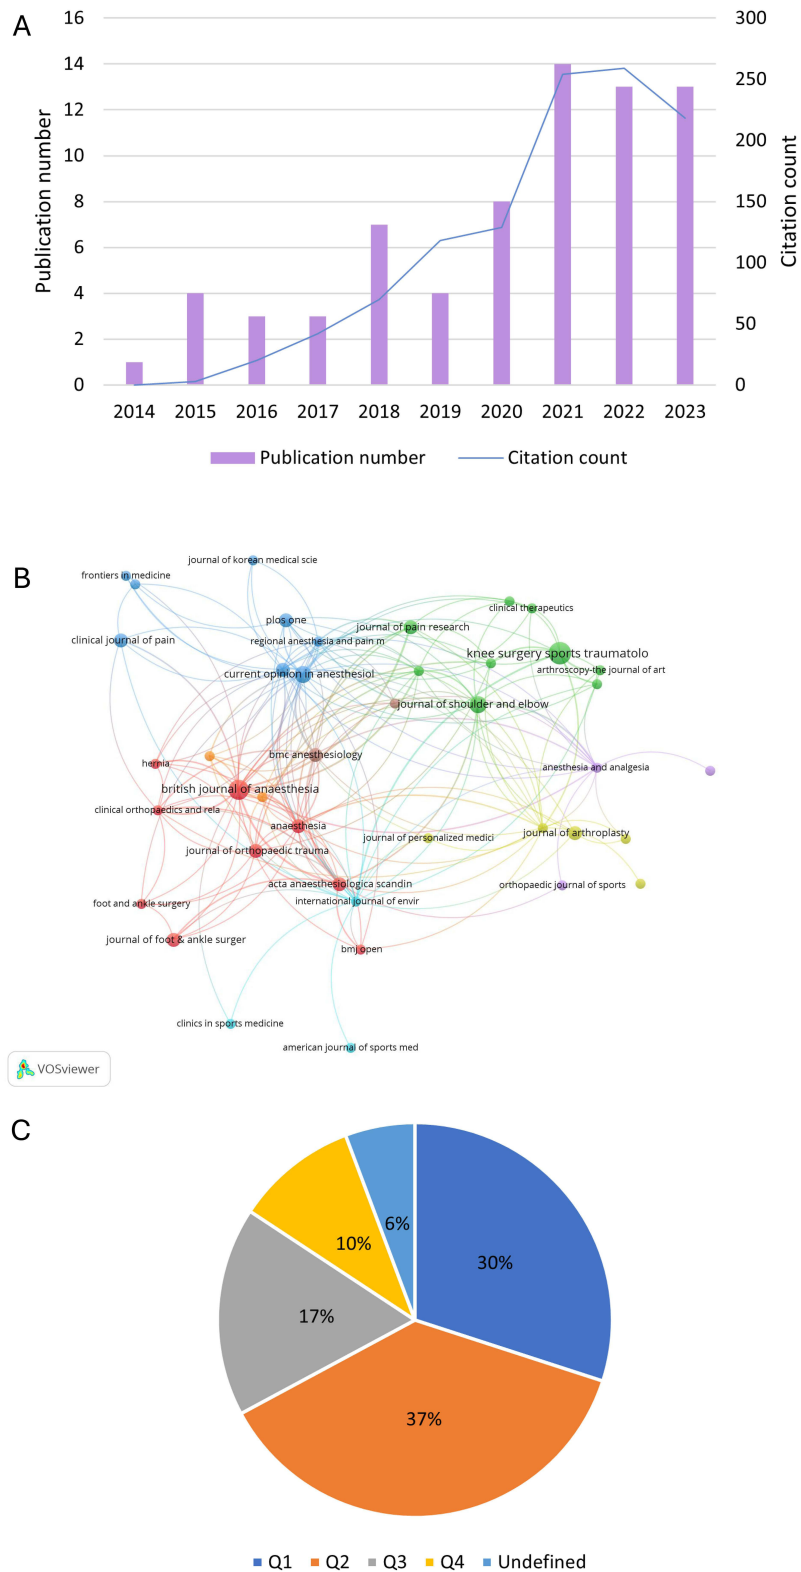 A
16
14
12
10
8
6
4
2
0
Publication number
300
250
200
150
100
50
0
Citation count
2014 2015 2016 2017 2018 2019 2020 2021 2022 2023
Publication number Citation count
B
journal of korean medical scie
frontiers in medicine
clinical therapeutics
plos one
journal of pain research
clinical journal of pain
regional anesthesia and pain m
knee surgery sports traumatolo
current opinion in anesthesiol
arthroscopy-the journal of art
journal of shoulder and elbow
bmc anesthesiology
hernia
anesthesia and analgesia
british journal of anaesthesia
clinical orthopaedics and rela
anaesthesia
journal of arthroplasty
journal of personalized medici
journal of orthopaedic trauma
acta anaesthesiologica scandin
orthopaedic journal of sports
international journal of envir
foot and ankle surgery
journal of foot & ankle surger
bmj open
clinics in sports medicine
american journal of sports med
VOSviewer
C
6%
10%
30%
17%
37%
Q1 Q2 Q3 Q4 Undefined